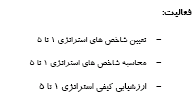 فعالیت:
- تعیین شاخص های استراتژی ۱ تا ۵
- محاسبه شاخص های استراتژی ۱ تا ۵
- ارزشیابی کیفی استراتژی ۱ تا ۵